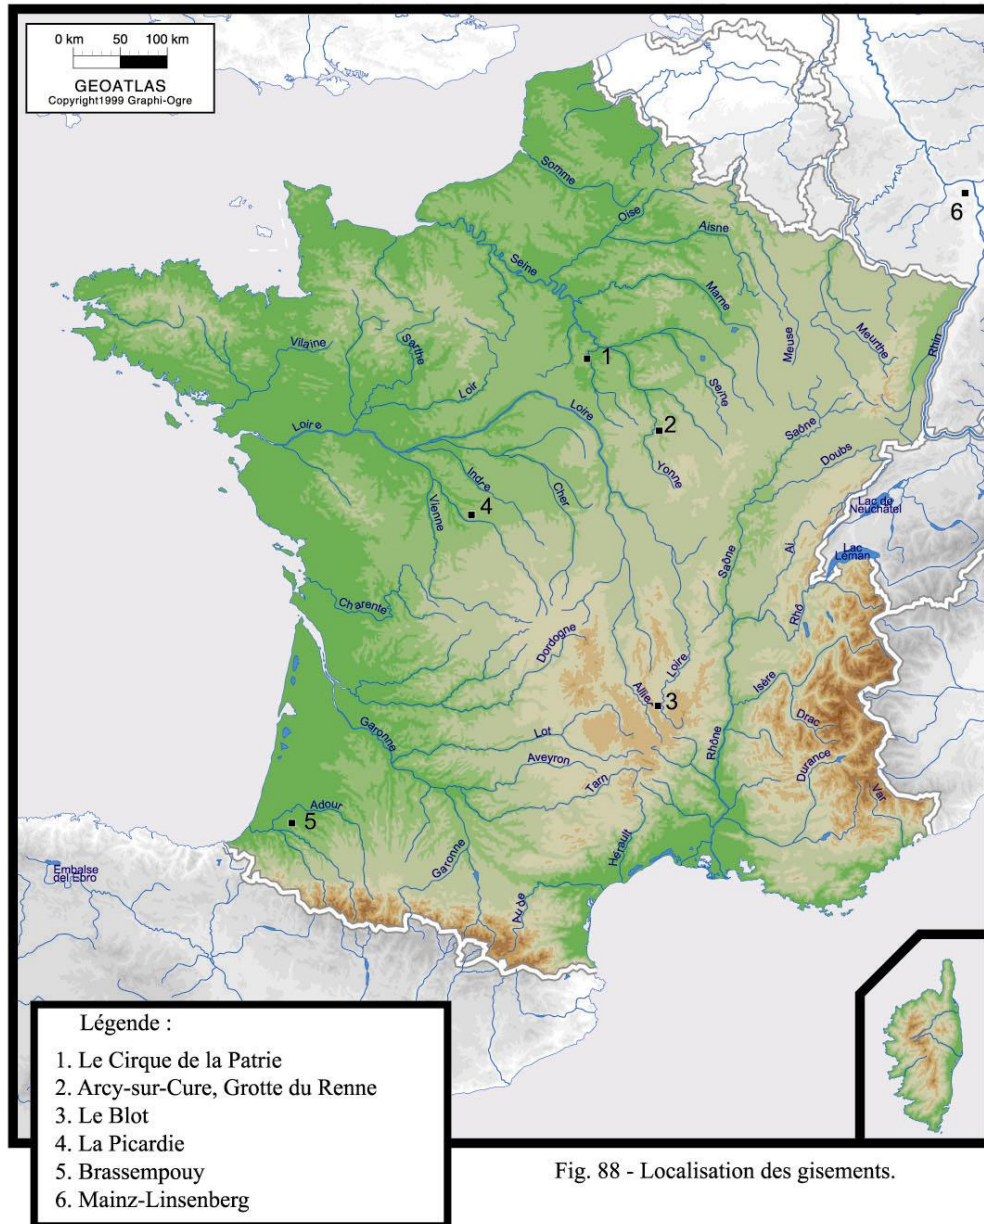 0 km 50 100 km
GEOATLAS
Copyright1999 Graphi-Ogre
Somme
Oise
Aisne
6
Seine
Marne
Meuse
Meurthe
Rhin
Vilaine
Sarthe
1
Loir
Seine
Loire
Loire
2
Saône
Doubs
Yonne
Indre
Cher
Vienne
4
Lac de
Neuchâtel
Lac
Léman
Ai
Saône
Rhô
Charente
Dordogne
Loire
Isère
Allier
3
Drac
Garonne
Lot
Rhône
Aveyron
Durance
Tarn
Var
Adour
5
Hérault
Garonne
Embalse
del Ebro
Au de
Légende :
1. Le Cirque de la Patrie
2. Arcy-sur-Cure, Grotte du Renne
3. Le Blot
4. La Picardie
5. Brassempouy
6. Mainz-Linsenberg
Fig. 88 - Localisation des gisements.